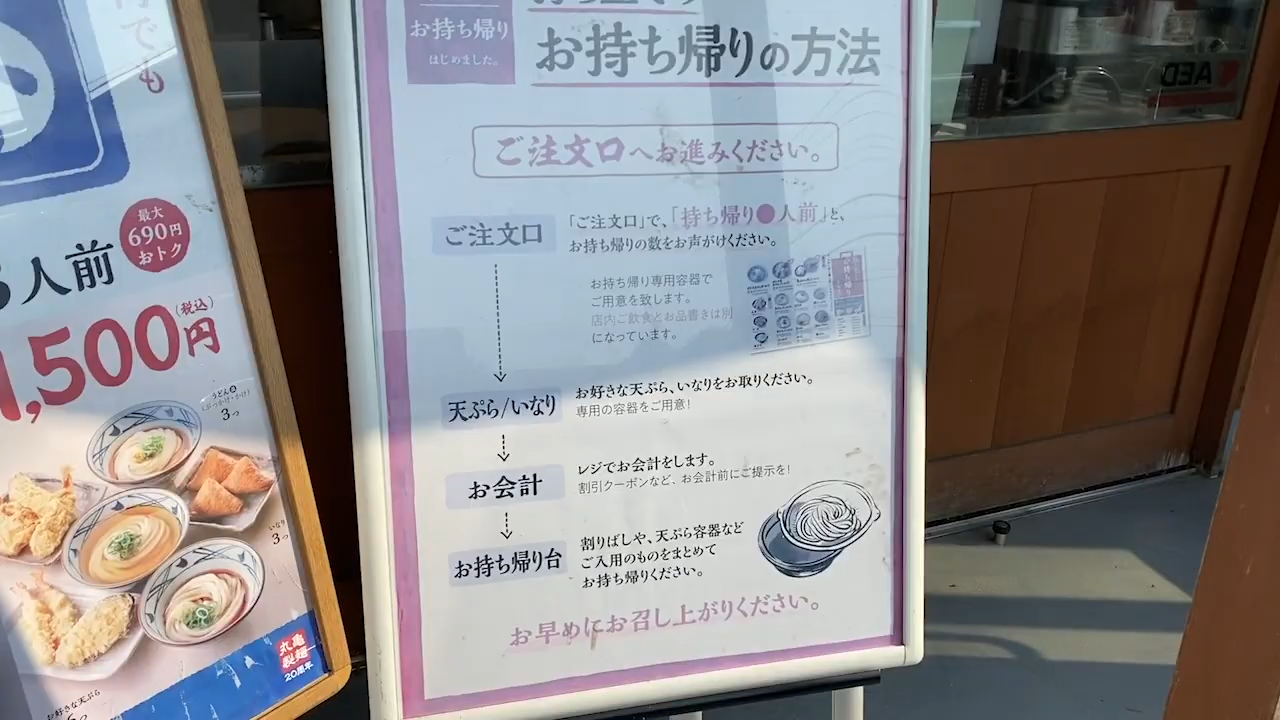 お持ち帰り
はじめました。
お持ち帰りの方法
ご注文口へお進みください。
ご注文口
「ご注文口」で、「持ち帰り●人前」と、
お持ち帰りの数をお声がけください。
お持ち帰り専用容器で
ご用意を致します。
店内ご飲食とお品書きは別
になっています。
お持ち帰り
天ぷら/いなり
お好きな天ぷら、いなりをお取りください。
専用の容器をご用意!
お会計
レジでお会計をします。
割引クーポンなど、お会計前にご提示を!
お持ち帰り台
割りばしや、天ぷら容器など
ご入用のものをまとめて
お持ち帰りください。
お早めにお召し上がりください。
でも
最大
690円
おトク
人前
1,500円
(税込)
うどん
3つ
いなり
3つ
お好きな天ぷら
丸亀
製麺
20周年
AED